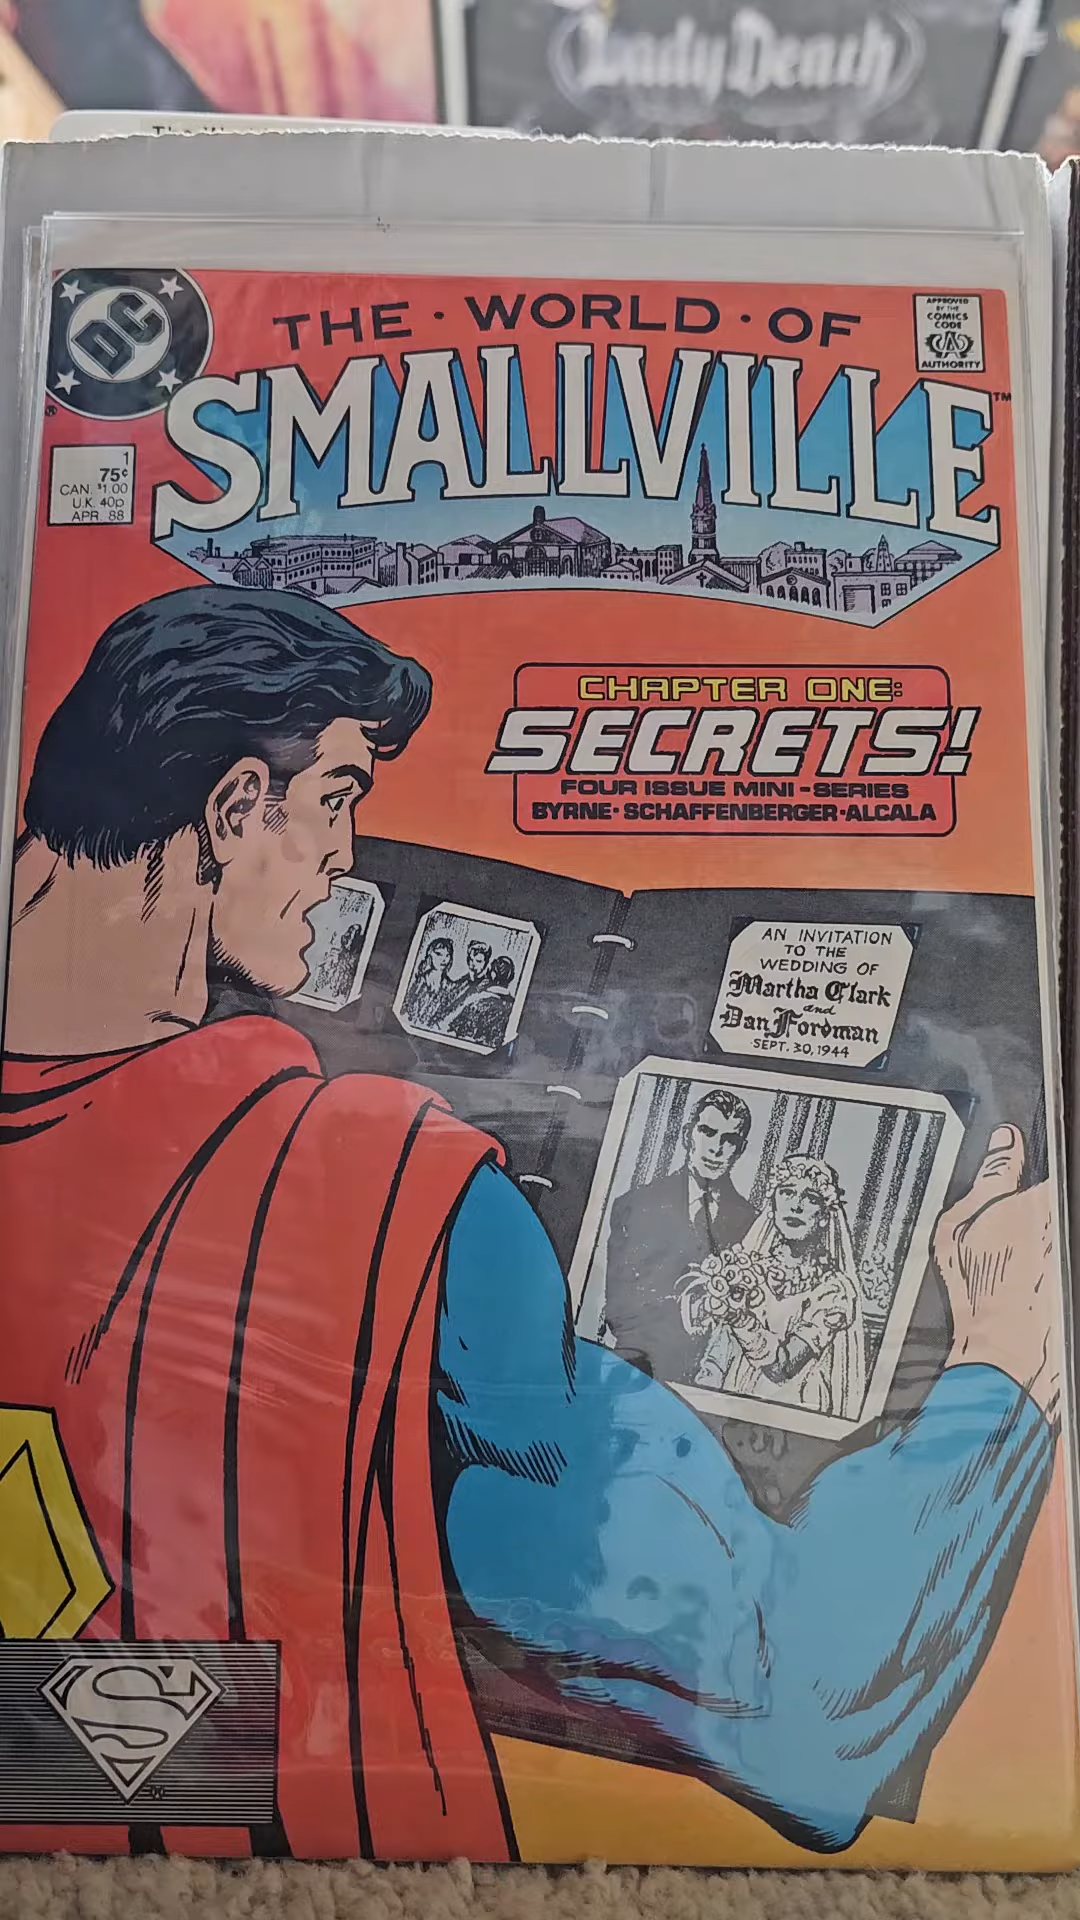 Lady Death
DC
®
THE · WORLD · OF
SMALLVILLE
TM
APPROVED
BY THE
COMICS
CODE
CA
AUTHORITY
1
75¢
CAN. $1.00
U.K. 40p
APR. 88
CHAPTER ONE:
SECRETS!
FOUR ISSUE MINI-SERIES
BYRNE·SCHAFFENBERGER·ALCALA
AN INVITATION
TO THE
WEDDING OF
Martha Clark
and
Dan Fordman
SEPT. 30, 1944
S